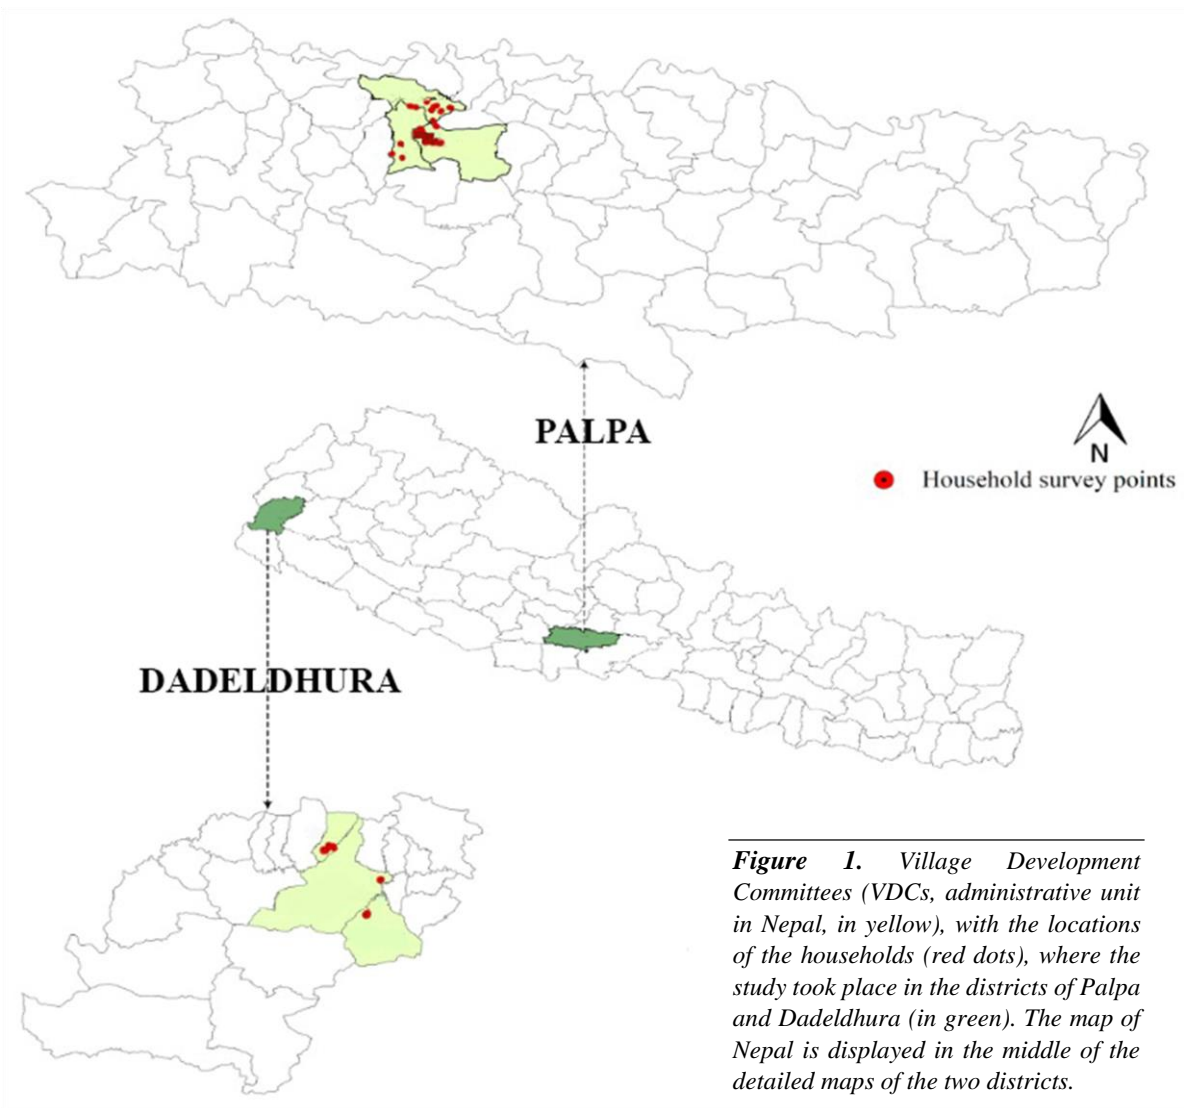 PALPA
N
Household survey points
DADELDHURA
Figure 1. Village Development
Committees (VDCs, administrative unit
in Nepal, in yellow), with the locations
of the households (red dots), where the
study took place in the districts of Palpa
and Dadeldhura (in green). The map of
Nepal is displayed in the middle of the
detailed maps of the two districts.